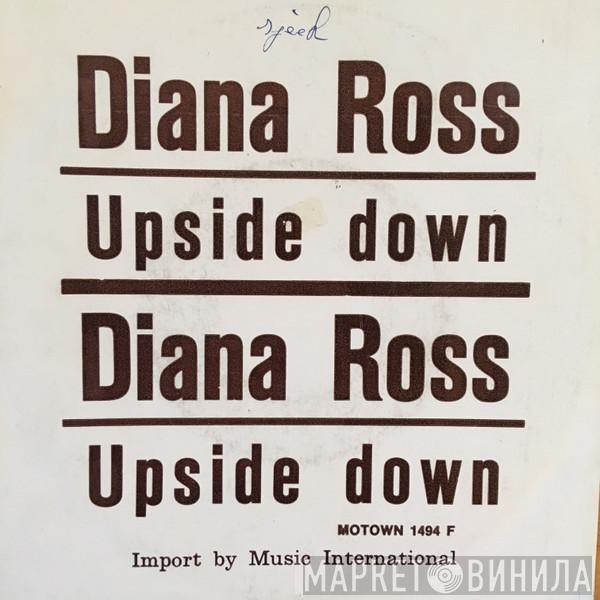 Diana Ross
Upside down
Diana Ross
Upside down
MOTOWN 1494 F
Import by Music International
МАРКЕТ ВИНИЛА